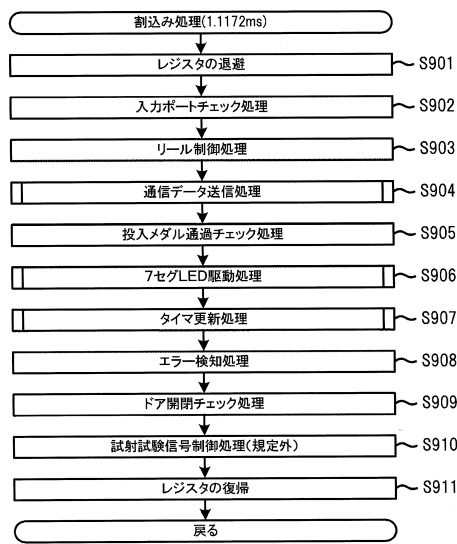 割込み処理(1.1172ms)
レジスタの退避 S901
入力ポートチェック処理 S902
リール制御処理 S903
通信データ送信処理 S904
投入メダル通過チェック処理 S905
7セグLED駆動処理 S906
タイマ更新処理 S907
エラー検知処理 S908
ドア開閉チェック処理 S909
試射試験信号制御処理(規定外) S910
レジスタの復帰 S911
戻る